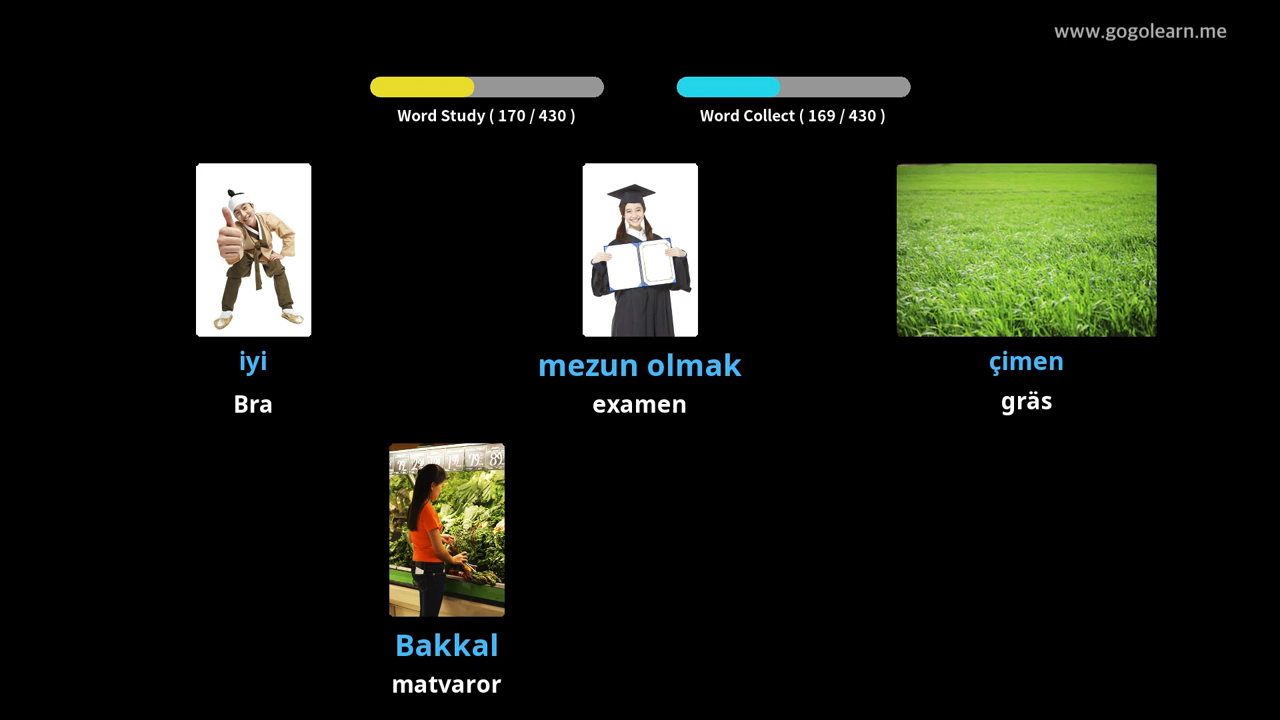 www.gogolearn.me
Word Study ( 170 / 430 )
Word Collect ( 169 / 430 )
iyi
Bra
mezun olmak
examen
çimen
gräs
Bakkal
matvaror